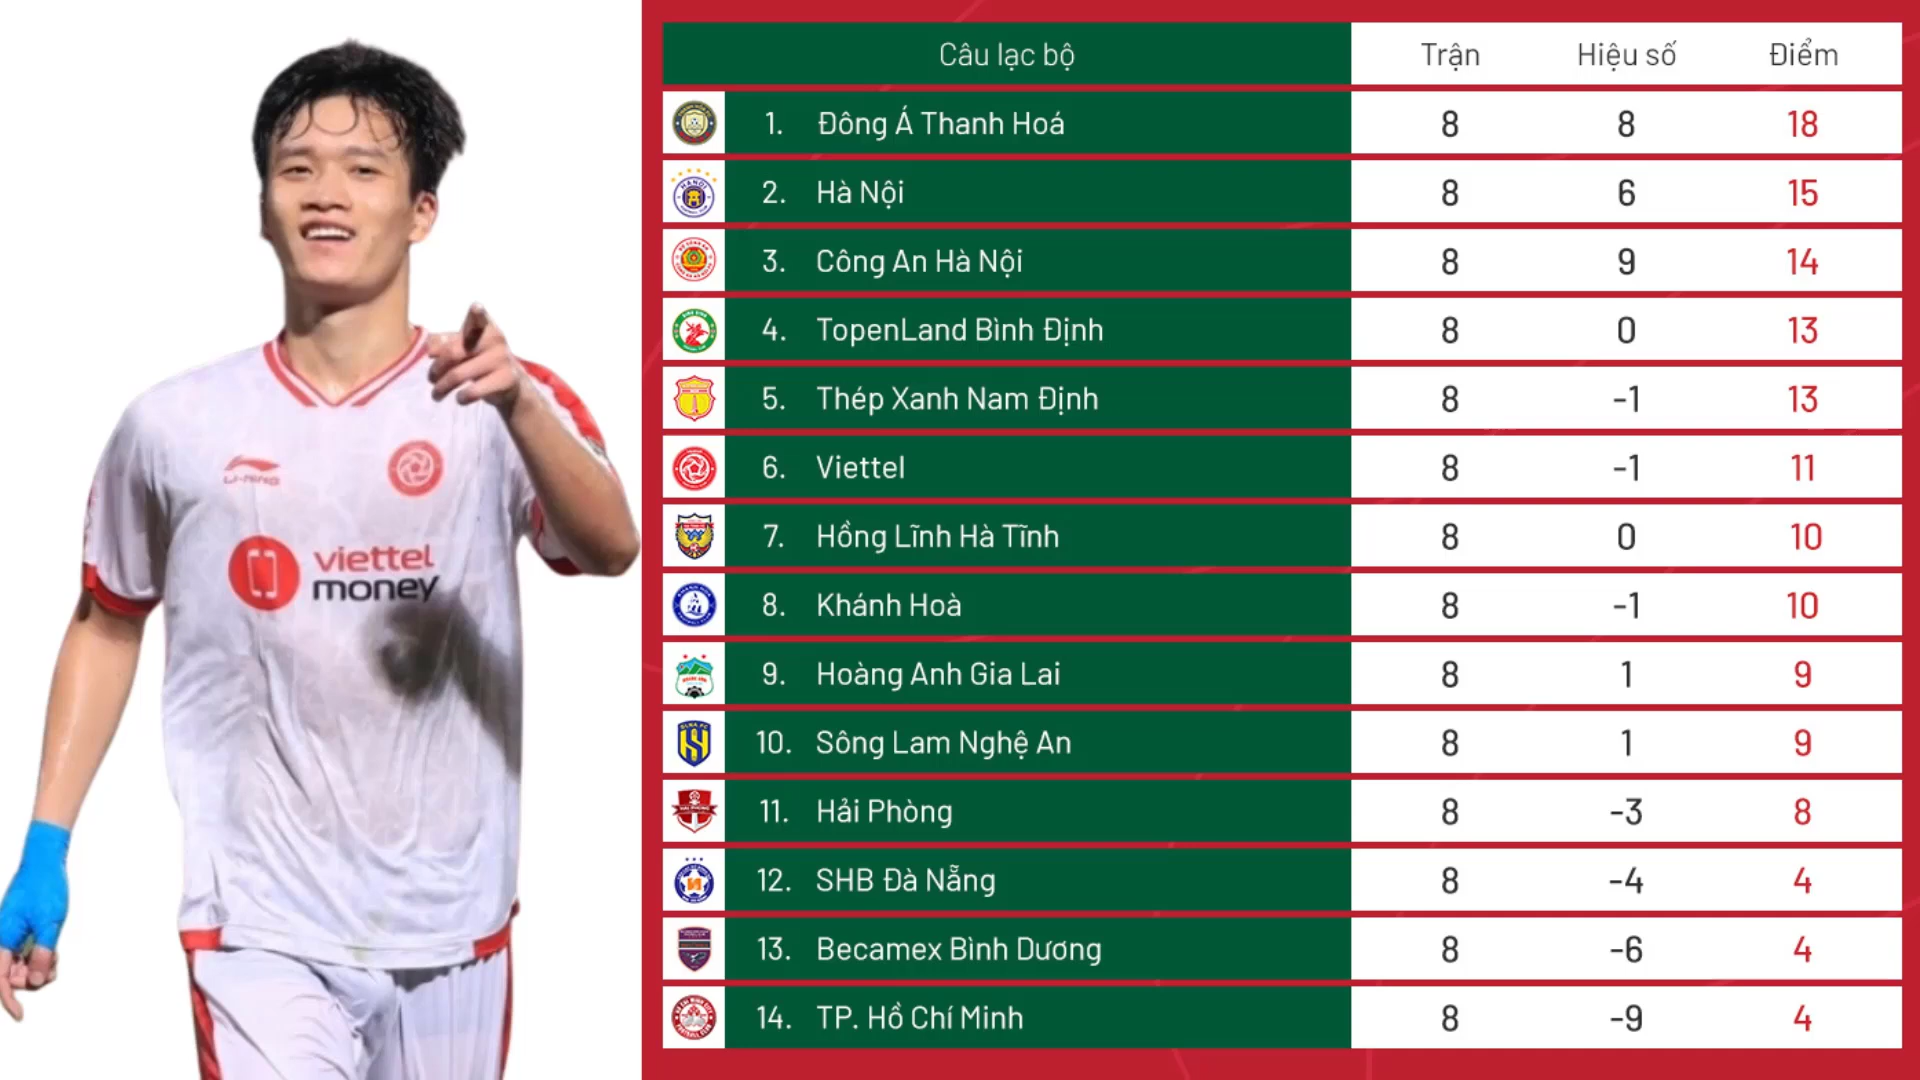 LI-NING
viettel
money
Câu lạc bộ Trận Hiệu số Điểm
1. Đông Á Thanh Hoá 8 8 18
HANOI
2. Hà Nội 8 6 15
3. Công An Hà Nội 8 9 14
4. TopenLand Bình Định 8 0 13
5. Thép Xanh Nam Định 8 -1 13
6. Viettel 8 -1 11
7. Hồng Lĩnh Hà Tĩnh 8 0 10
8. Khánh Hoà 8 -1 10
9. Hoàng Anh Gia Lai 8 1 9
10. Sông Lam Nghệ An 8 1 9
11. Hải Phòng 8 -3 8
12. SHB Đà Nẵng 8 -4 4
13. Becamex Bình Dương 8 -6 4
14. TP. Hồ Chí Minh 8 -9 4